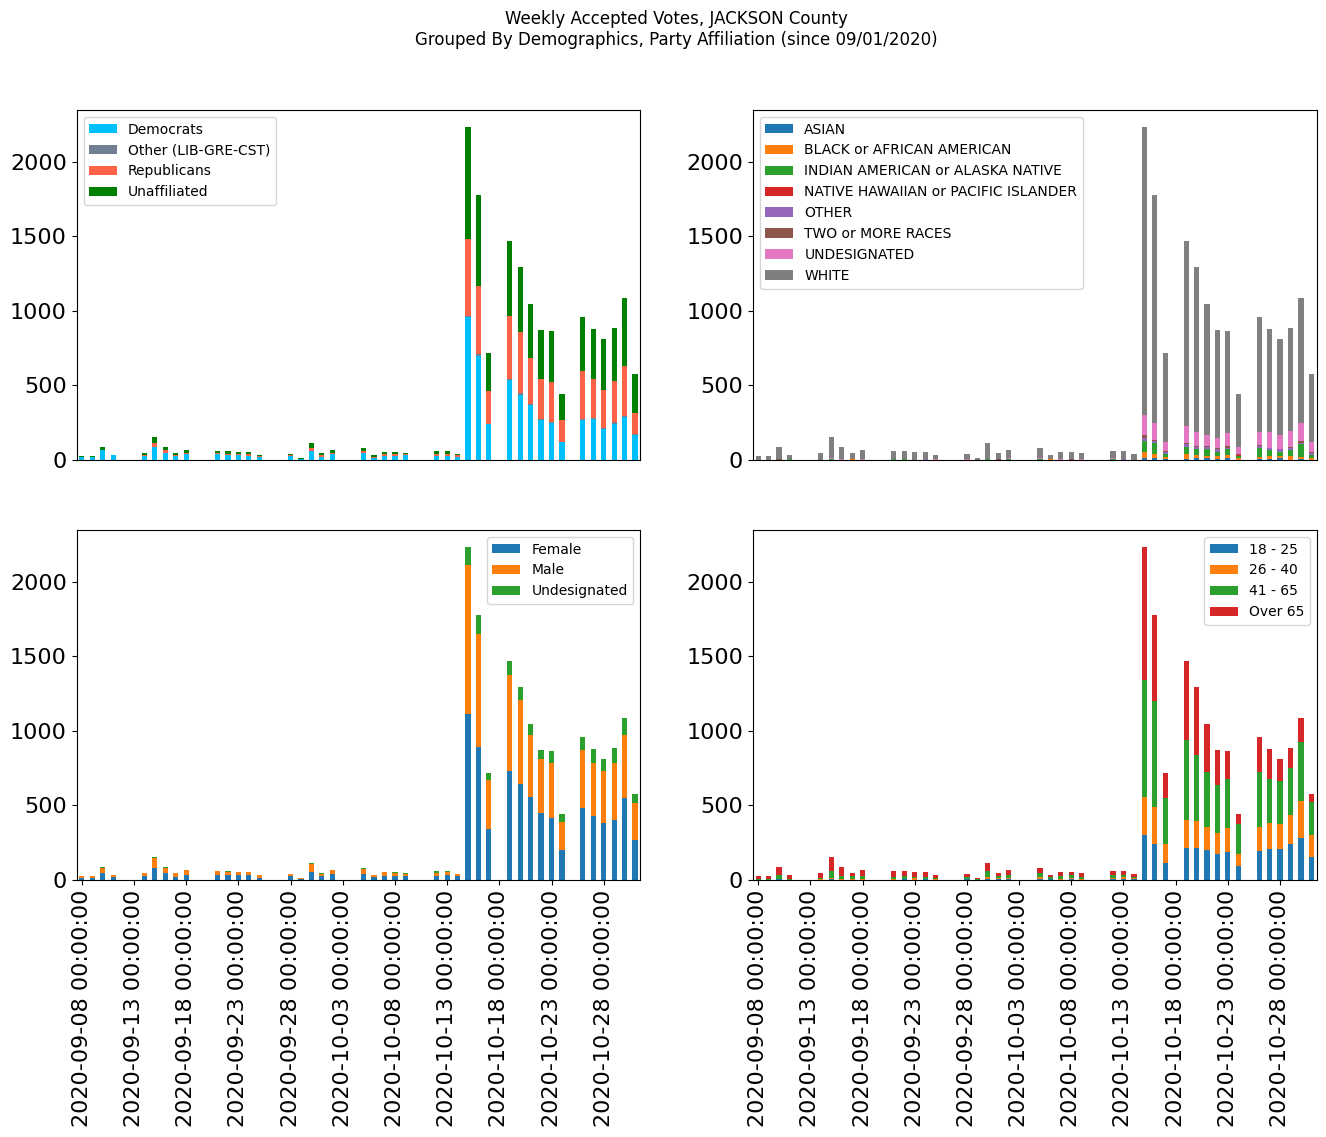 Weekly Accepted Votes, JACKSON County
Grouped By Demographics, Party Affiliation (since 09/01/2020)
Democrats
Other (LIB-GRE-CST)
Republicans
Unaffiliated
2000
1500
1000
500
0
ASIAN
BLACK or AFRICAN AMERICAN
INDIAN AMERICAN or ALASKA NATIVE
NATIVE HAWAIIAN or PACIFIC ISLANDER
OTHER
TWO or MORE RACES
UNDESIGNATED
WHITE
2000
1500
1000
500
0
Female
Male
Undesignated
2000
1500
1000
500
0
2020-09-08 00:00:00
2020-09-13 00:00:00
2020-09-18 00:00:00
2020-09-23 00:00:00
2020-09-28 00:00:00
2020-10-03 00:00:00
2020-10-08 00:00:00
2020-10-13 00:00:00
2020-10-18 00:00:00
2020-10-23 00:00:00
2020-10-28 00:00:00
18 - 25
26 - 40
41 - 65
Over 65
2000
1500
1000
500
0
2020-09-08 00:00:00
2020-09-13 00:00:00
2020-09-18 00:00:00
2020-09-23 00:00:00
2020-09-28 00:00:00
2020-10-03 00:00:00
2020-10-08 00:00:00
2020-10-13 00:00:00
2020-10-18 00:00:00
2020-10-23 00:00:00
2020-10-28 00:00:00